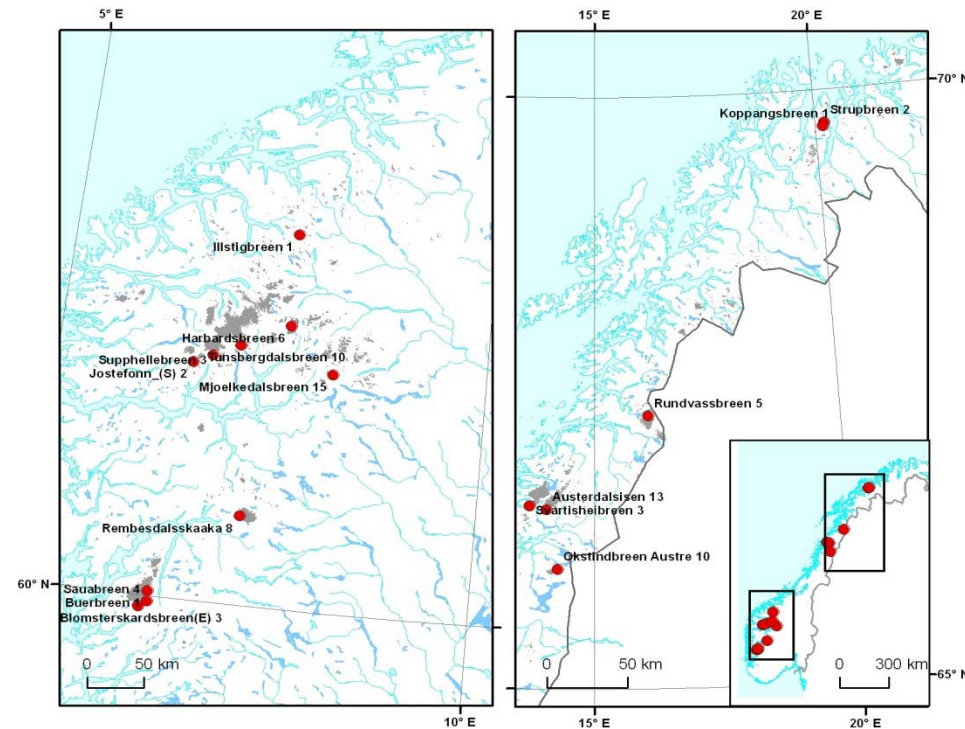 5° E
15° E
20° E
70° N
Koppangsbreen 1
Strupbreen 2
Illstigbreen 1
Harbardsbreen 6
Supphellebreen 3
Tunsbergdalsbreen 10
Jostefonn_(S) 2
Mjoelkedalsbreen 15
Rundvassbreen 5
Austerdalsisen 13
Svartisheibreen 3
Rembesdalsskaaka 8
Okstindbreen Austre 10
60° N
Sauabreen 4
Buerbreen 4
Blomsterskardsbreen(E) 3
0 50 km
0 50 km
0 300 km
65° N
10° E
15° E
20° E